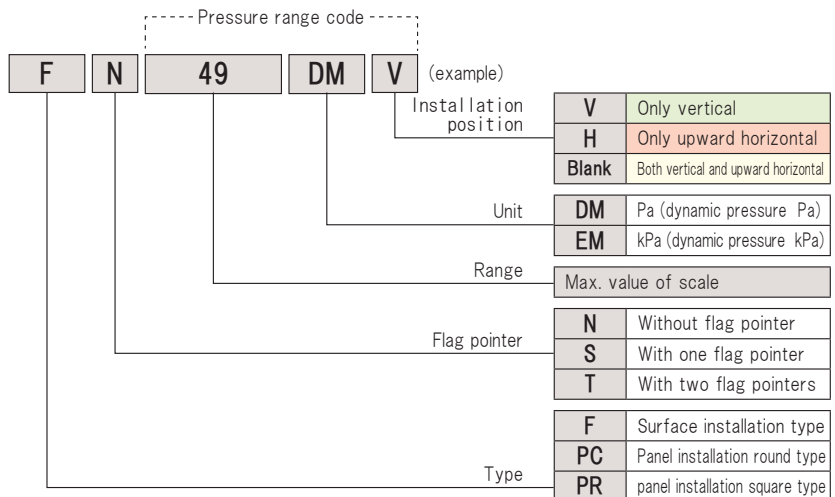 Pressure range code
F N 49 DM V (example)
Installation
position
V Only vertical
H Only upward horizontal
Blank Both vertical and upward horizontal
Unit
DM Pa (dynamic pressure Pa)
EM kPa (dynamic pressure kPa)
Range
Max. value of scale
Flag pointer
N Without flag pointer
S With one flag pointer
T With two flag pointers
Type
F Surface installation type
PC Panel installation round type
PR panel installation square type